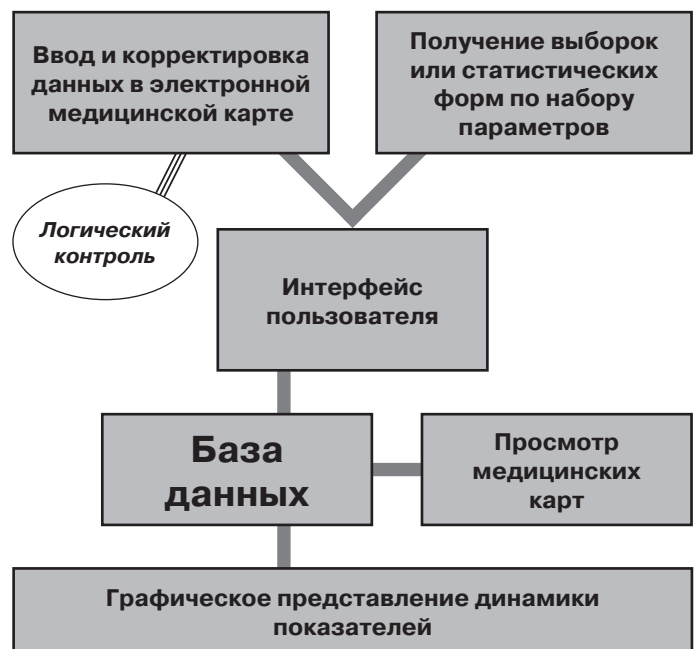 Ввод и корректировка
данных в электронной
медицинской карте
Получение выборок
или статистических
форм по набору
параметров
Логический
контроль
Интерфейс
пользователя
База
данных
Просмотр
медицинских
карт
Графическое представление динамики
показателей